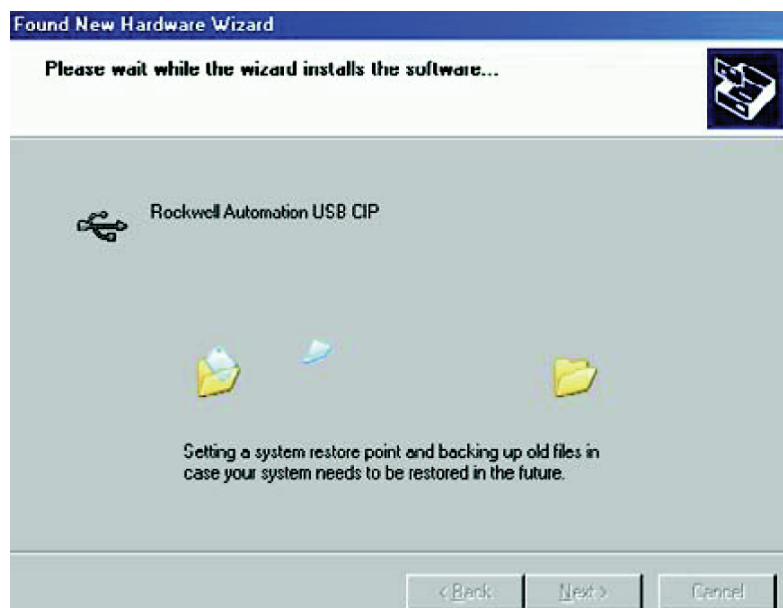 Found New Hardware Wizard
Please wait while the wizard installs the software...
Rockwell Automation USB CIP
Setting a system restore point and backing up old files in
case your system needs to be restored in the future.
< Back
Next >
Cancel